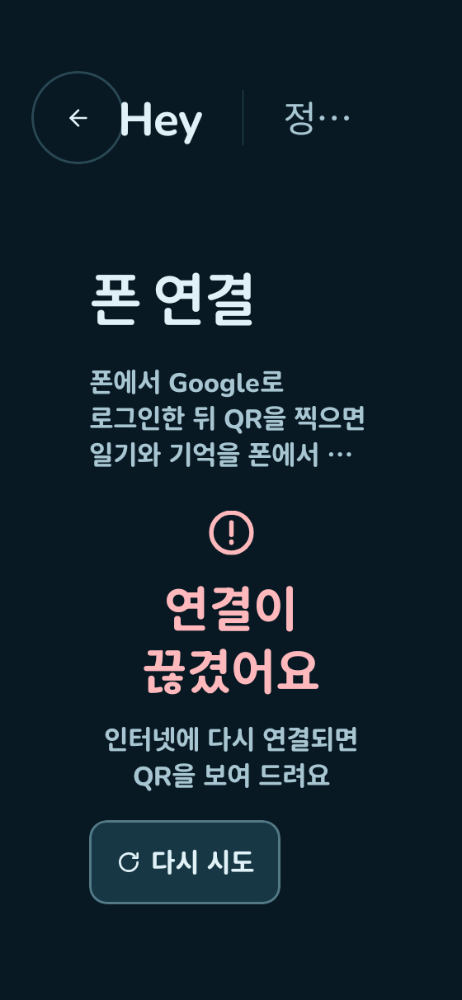 Hey
정…
폰 연결
폰에서 Google로
로그인한 뒤 QR을 찍으면
일기와 기억을 폰에서 …
연결이
끊겼어요
인터넷에 다시 연결되면
QR을 보여 드려요
다시 시도